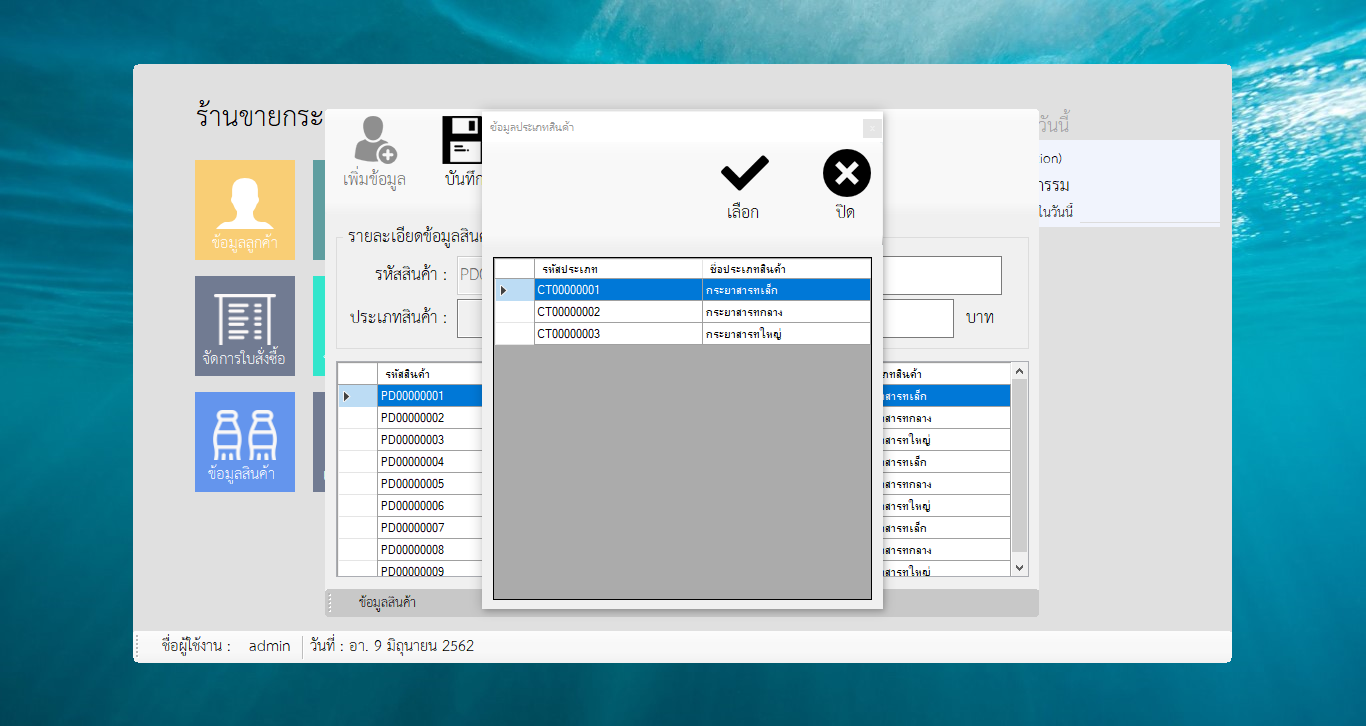 ร้านขายกระ
ข้อมูลลูกค้า
จัดการใบสั่งซื้อ
ข้อมูลสินค้า
เพิ่มข้อมูล
บันทึก
รายละเอียดข้อมูลสินค
รหัสสินค้า :
PD0
ประเภทสินค้า :
บาท
รหัสสินค้า
ภทสินค้า
PD00000001
าสารทเล็ก
PD00000002
าสารทกลาง
PD00000003
าสารทใหญ่
PD00000004
าสารทเล็ก
PD00000005
าสารทกลาง
PD00000006
าสารทใหญ่
PD00000007
าสารทเล็ก
PD00000008
าสารทกลาง
PD00000009
าสารทใหญ่
ข้อมูลสินค้า
ข้อมูลประเภทสินค้า
เลือก
ปิด
รหัสประเภท ชื่อประเภทสินค้า
CT00000001 กระยาสารทเล็ก
CT00000002 กระยาสารทกลาง
CT00000003 กระยาสารทใหญ่
วันนี้
ion)
กรรม
ในวันนี้
ชื่อผู้ใช้งาน : admin วันที่ : อา. 9 มิถุนายน 2562